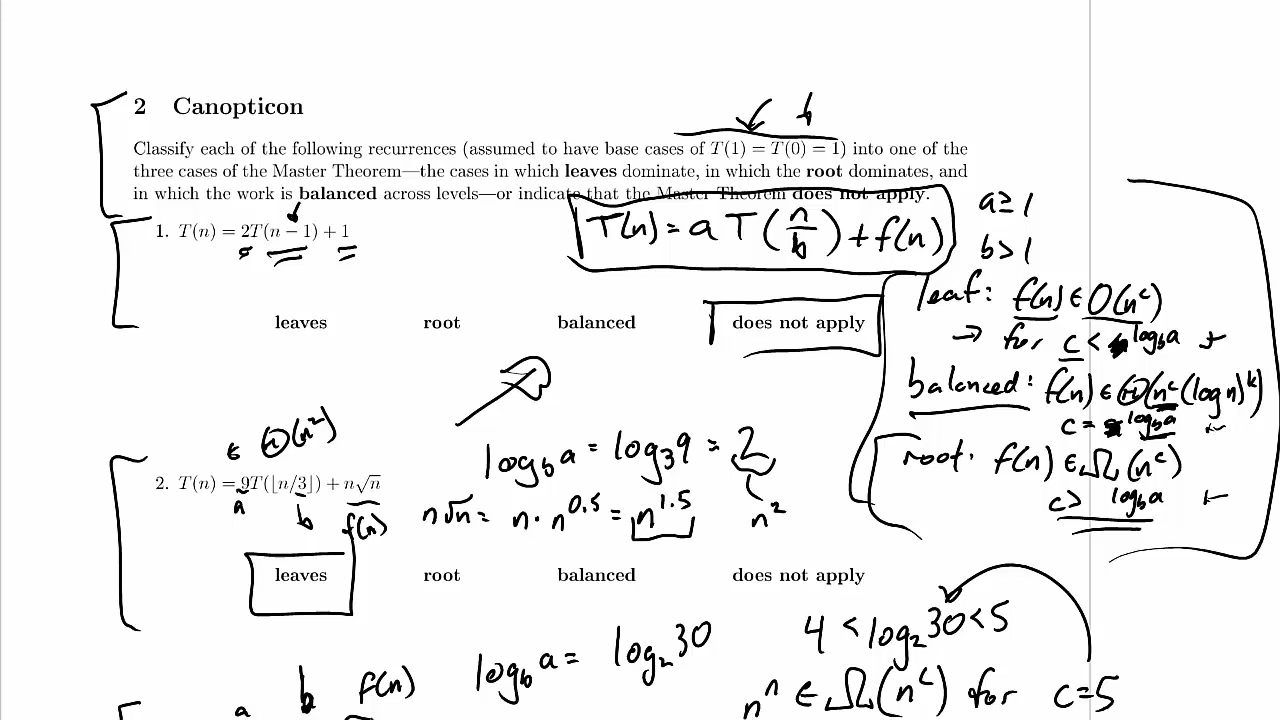 2 Canopticon
b
Classify each of the following recurrences (assumed to have base cases of T(1) = T(0) = 1) into one of the
three cases of the Master Theorem—the cases in which leaves dominate, in which the root dominates, and
in which the work is balanced across levels—or indicate that the Master Theorem does not apply.
1. T(n) = 2T(n − 1) + 1
T(n) = a T(n/b) + f(n)
a ≥ 1
b > 1
leaf: f(n) ∈ O(n^c)
→ for c < log_b a
balanced: f(n) ∈ Θ(n^c (log n)^k)
c = log_b a
root: f(n) ∈ Ω(n^c)
c > log_b a
leaves root balanced does not apply
∈ Θ(n²)
log_b a = log_3 9 = 2
2. T(n) = 9T(⌊n/3⌋) + n√n
a b f(n)
n√n = n · n^0.5 = n^1.5
n²
leaves root balanced does not apply
4 < log_2 30 < 5
log_b a = log_2 30
a b f(n)
n^n ∈ Ω(n^c) for c = 5